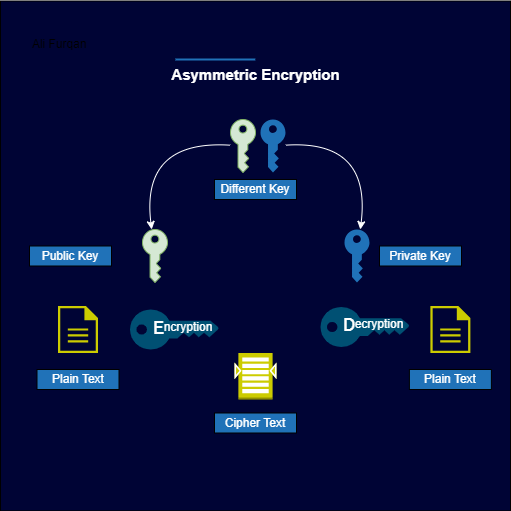 Asymmetric Encryption
Different Key
Public Key
Private Key
Encryption
Decryption
Plain Text
Plain Text
Cipher Text